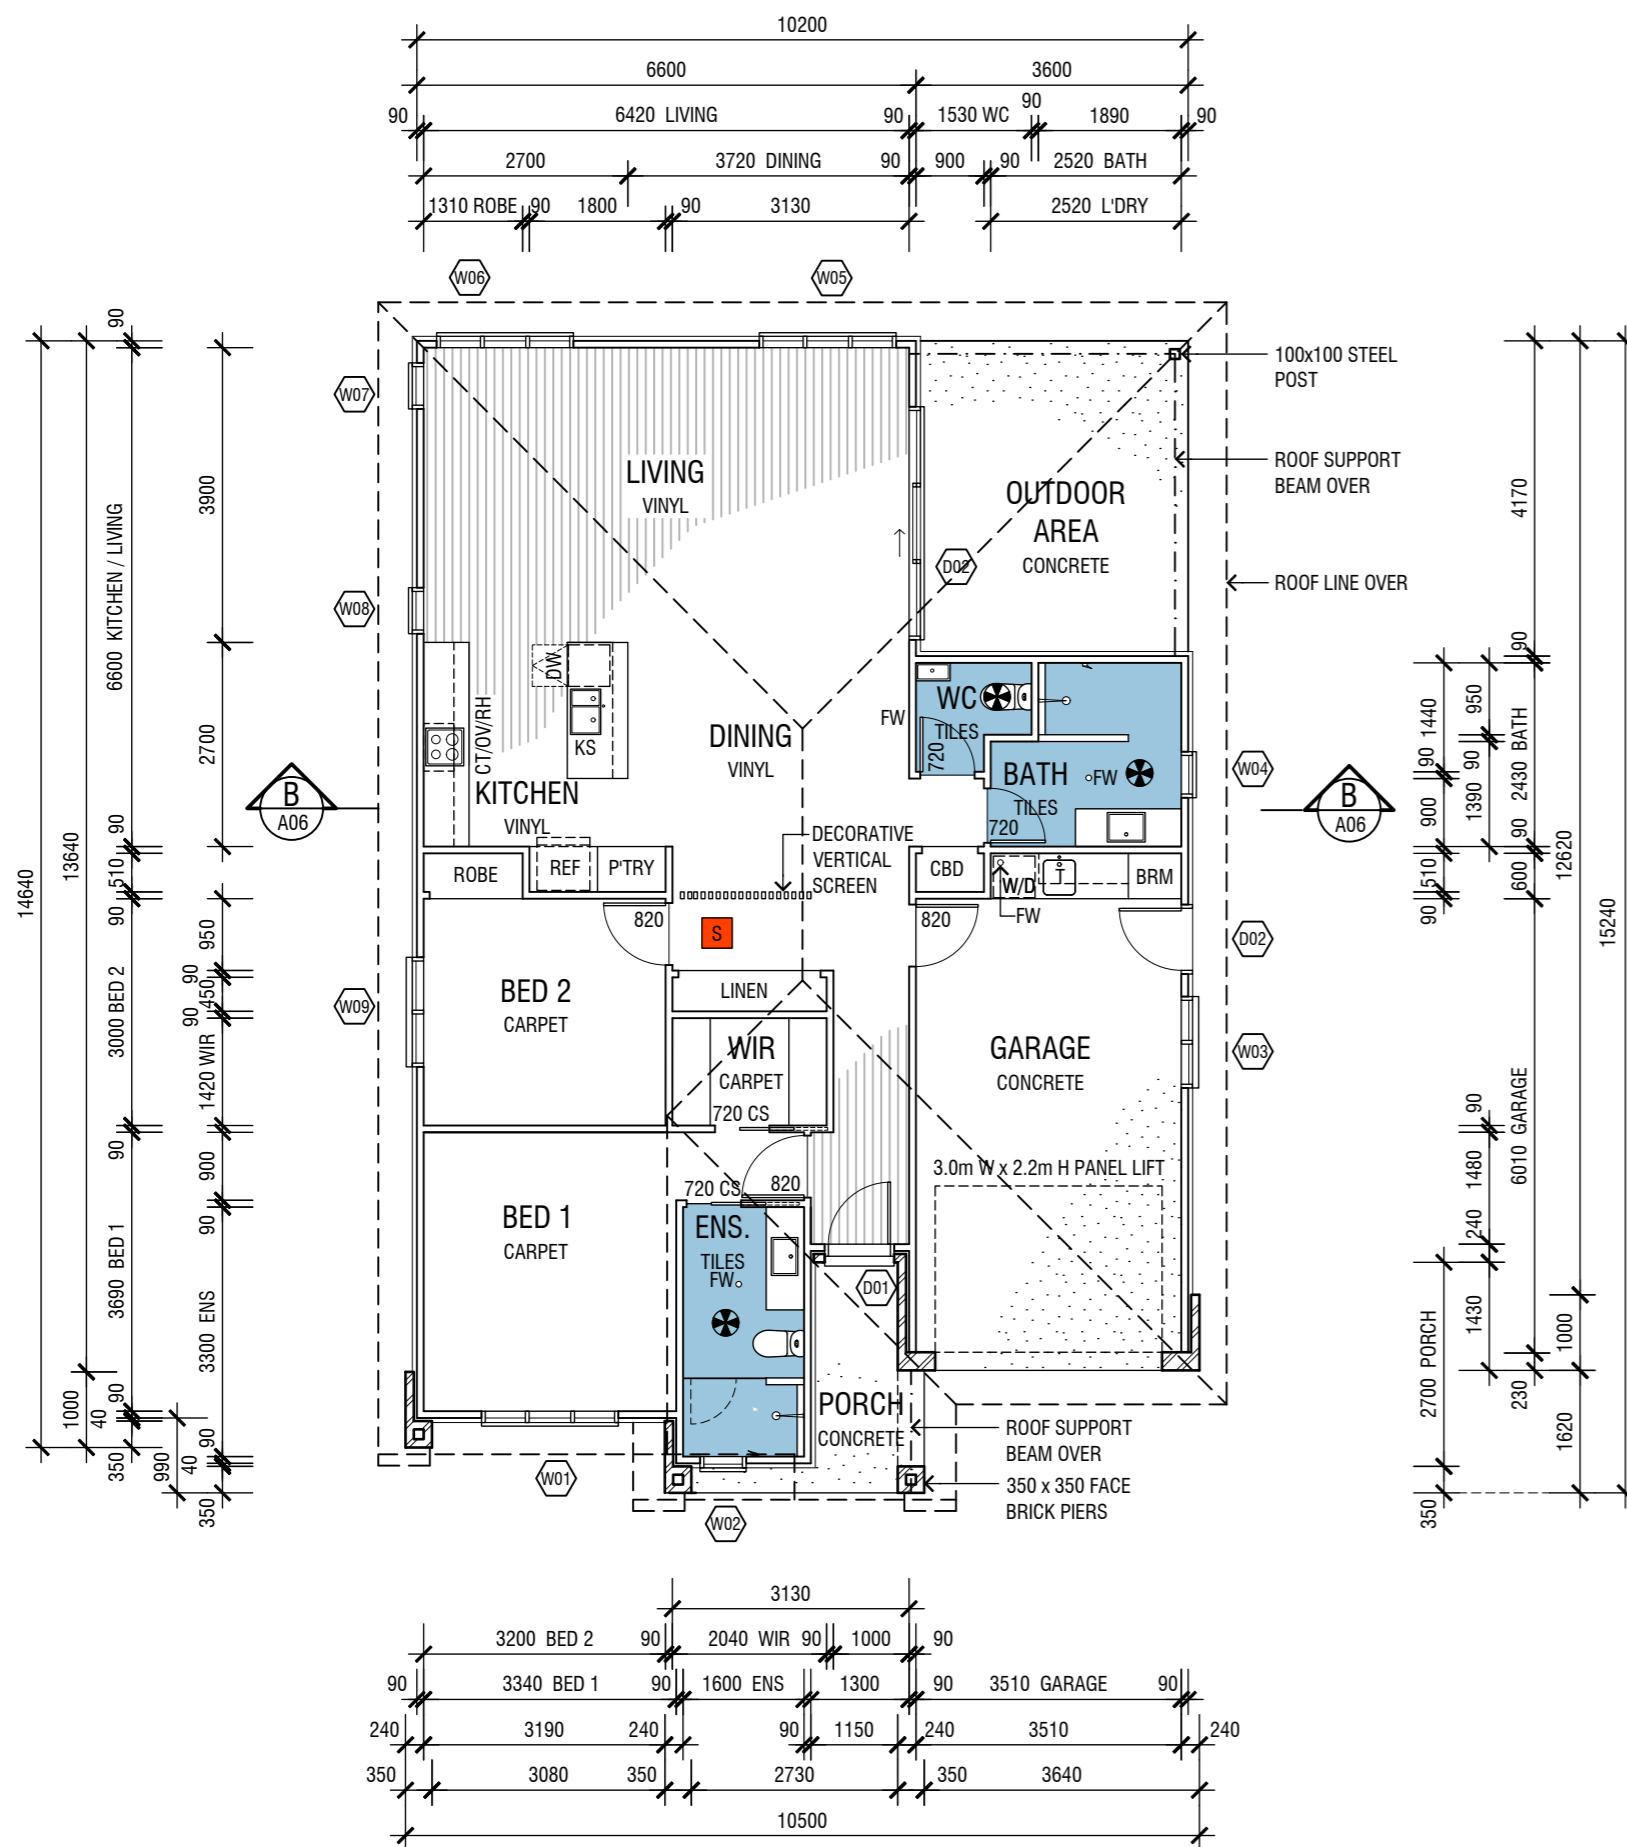 10200
6600 3600
90 6420 LIVING 90 1530 WC 90 1890 90
2700 3720 DINING 90 900 90 2520 BATH
1310 ROBE 90 1800 90 3130 2520 L'DRY
W06 W05
W07
W08
W09
W04
D02
W03
W01
W02
D01
D02
14640
13640
1000
90
6600 KITCHEN / LIVING
90
510
90
3000 BED 2
90
3690 BED 1
90
40
350
990
3900
2700
950
90
450
90
1420 WIR
900
90
3300 ENS
90
40
350
B
A06
B
A06
LIVING
VINYL
OUTDOOR
AREA
CONCRETE
100x100 STEEL
POST
ROOF SUPPORT
BEAM OVER
ROOF LINE OVER
DW
KS
CT/OV/RH
KITCHEN
VINYL
DINING
VINYL
FW
WC
TILES
720
BATH
TILES
FW
720
DECORATIVE
VERTICAL
SCREEN
ROBE
REF
P'TRY
CBD
W/D
T
BRM
FW
820
S
820
BED 2
CARPET
LINEN
WIR
CARPET
720 CS
GARAGE
CONCRETE
3.0m W x 2.2m H PANEL LIFT
BED 1
CARPET
720 CS
820
ENS.
TILES
FW
PORCH
CONCRETE
ROOF SUPPORT
BEAM OVER
350 x 350 FACE
BRICK PIERS
1440
90
900
510
90
950
90
1390
4170
90
2430 BATH
90
600
6010 GARAGE
230
12620
1000
1620
15240
90
1480
240
1430
2700 PORCH
350
3130
3200 BED 2 90 2040 WIR 90 1000 90
90 3340 BED 1 90 1600 ENS 1300 90 3510 GARAGE 90
240 3190 240 90 1150 240 3510 240
350 3080 350 2730 350 3640
10500